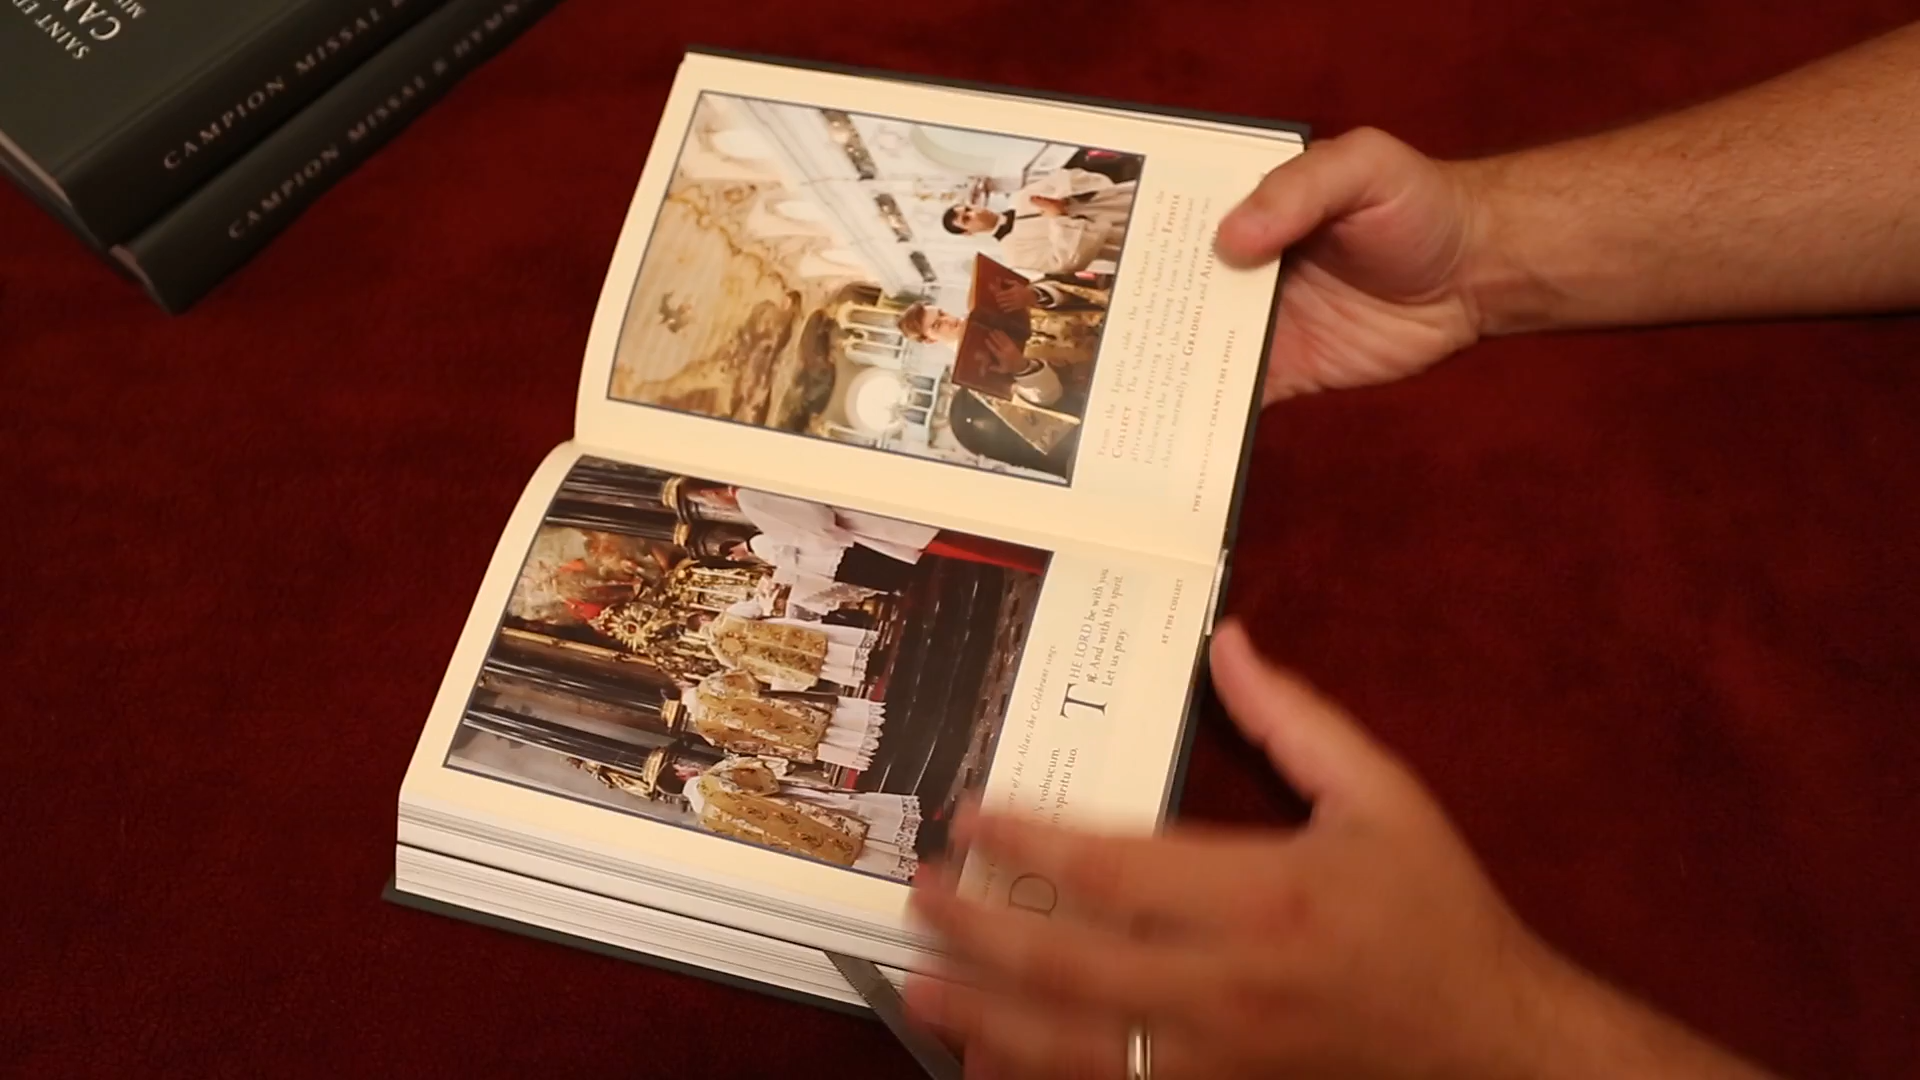 SAINT
CA
CAMPION MISSAL
CAMPION MISSAL & HYMN
From the Epistle side, the Celebrant chants the
COLLECT. The Subdeacon then chants the EPISTLE
afterwards receiving a blessing from the Celebrant
Following the Epistle, the Schola Cantorum sings two
chants, normally the GRADUAL and ALLE
THE SUBDEACON CHANTS THE EPISTLE
of the Altar, the Celebrant sings
vobiscum.
spiritu tuo.
D
THE LORD be with you
℟. And with thy spirit.
Let us pray.
AT THE COLLECT